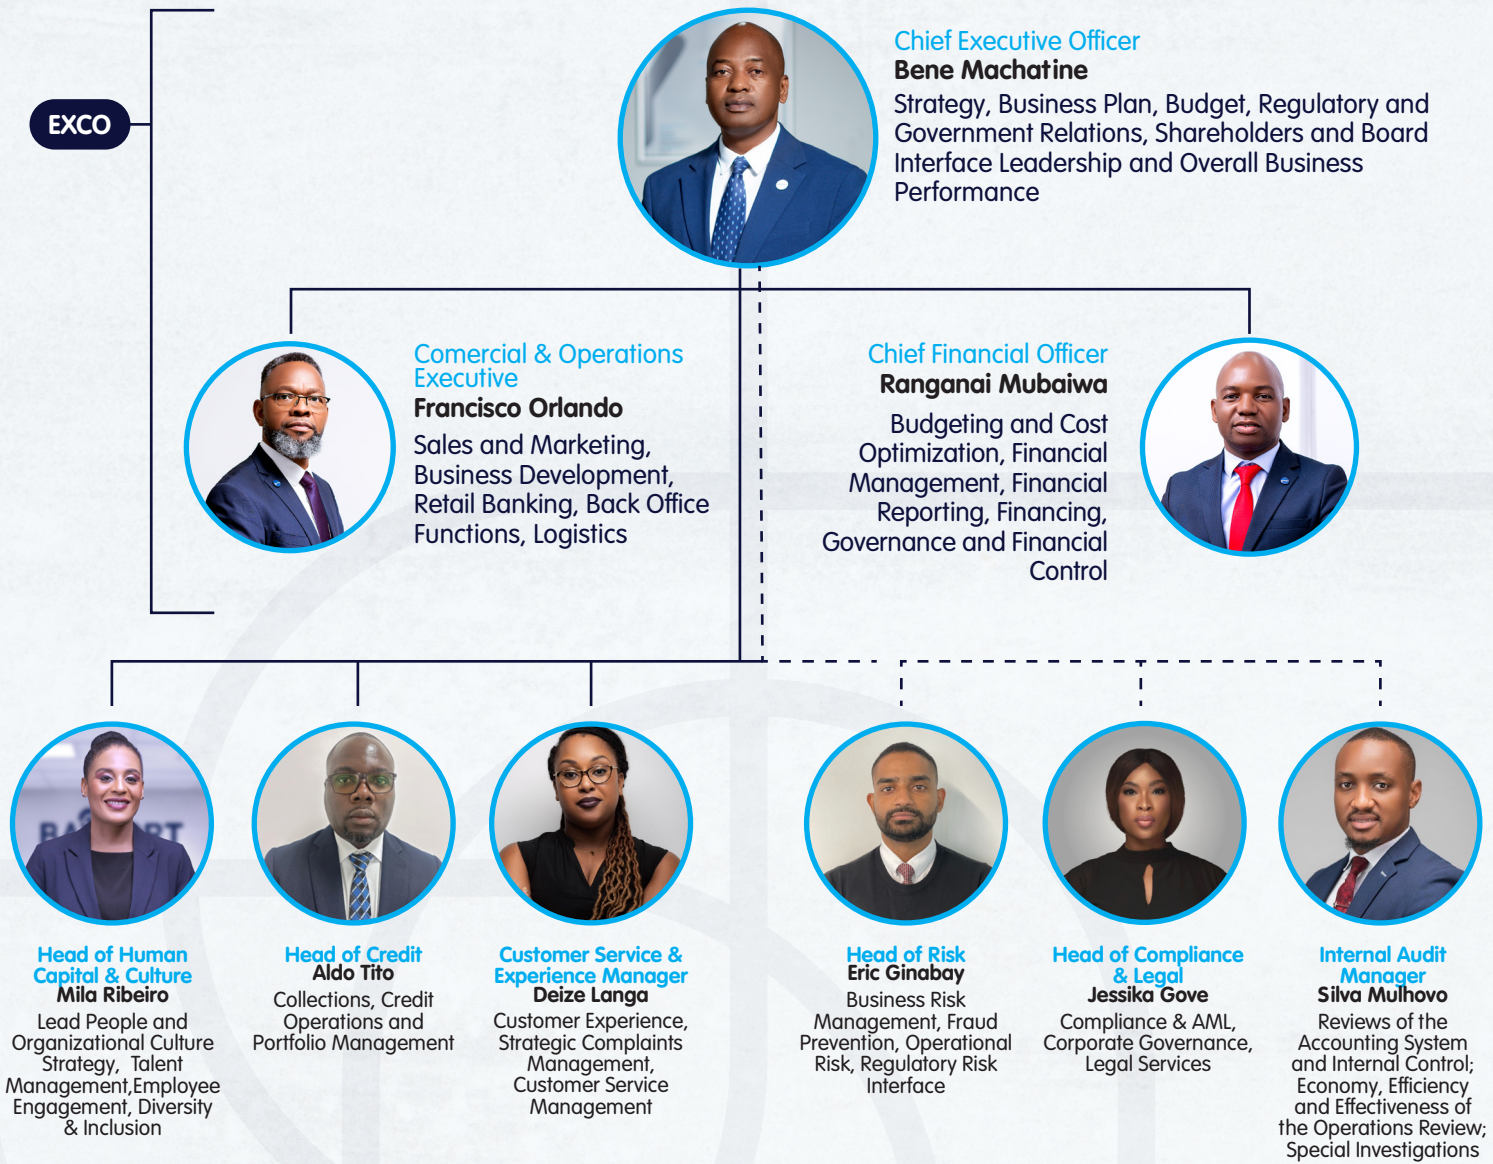 EXCO
Chief Executive Officer
Bene Machatine
Strategy, Business Plan, Budget, Regulatory and
Government Relations, Shareholders and Board
Interface Leadership and Overall Business
Performance
Comercial & Operations
Executive
Francisco Orlando
Sales and Marketing,
Business Development,
Retail Banking, Back Office
Functions, Logistics
Chief Financial Officer
Ranganai Mubaiwa
Budgeting and Cost
Optimization, Financial
Management, Financial
Reporting, Financing,
Governance and Financial
Control
Head of Human
Capital & Culture
Mila Ribeiro
Lead People and
Organizational Culture
Strategy, Talent
Management,Employee
Engagement, Diversity
& Inclusion
Head of Credit
Aldo Tito
Collections, Credit
Operations and
Portfolio Management
Customer Service &
Experience Manager
Deize Langa
Customer Experience,
Strategic Complaints
Management,
Customer Service
Management
Head of Risk
Eric Ginabay
Business Risk
Management, Fraud
Prevention, Operational
Risk, Regulatory Risk
Interface
Head of Compliance
& Legal
Jessika Gove
Compliance & AML,
Corporate Governance,
Legal Services
Internal Audit
Manager
Silva Mulhovo
Reviews of the
Accounting System
and Internal Control;
Economy, Efficiency
and Effectiveness of
the Operations Review;
Special Investigations